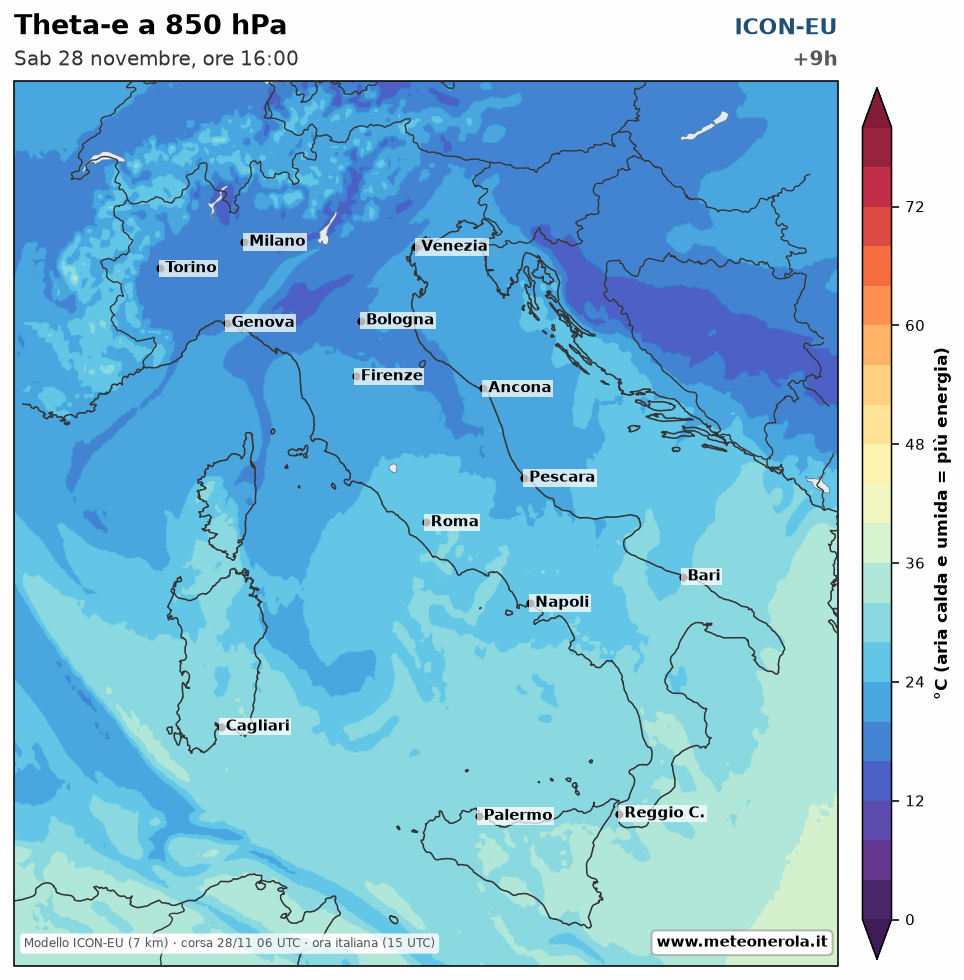 Theta-e a 850 hPa
ICON-EU
Sab 28 novembre, ore 16:00
+9h
Milano
Venezia
Torino
Genova
Bologna
Firenze
Ancona
Pescara
Roma
Bari
Napoli
Cagliari
Palermo
Reggio C.
72
60
48
36
24
12
0
°C (aria calda e umida = più energia)
Modello ICON-EU (7 km) · corsa 28/11 06 UTC · ora italiana (15 UTC)
www.meteonerola.it